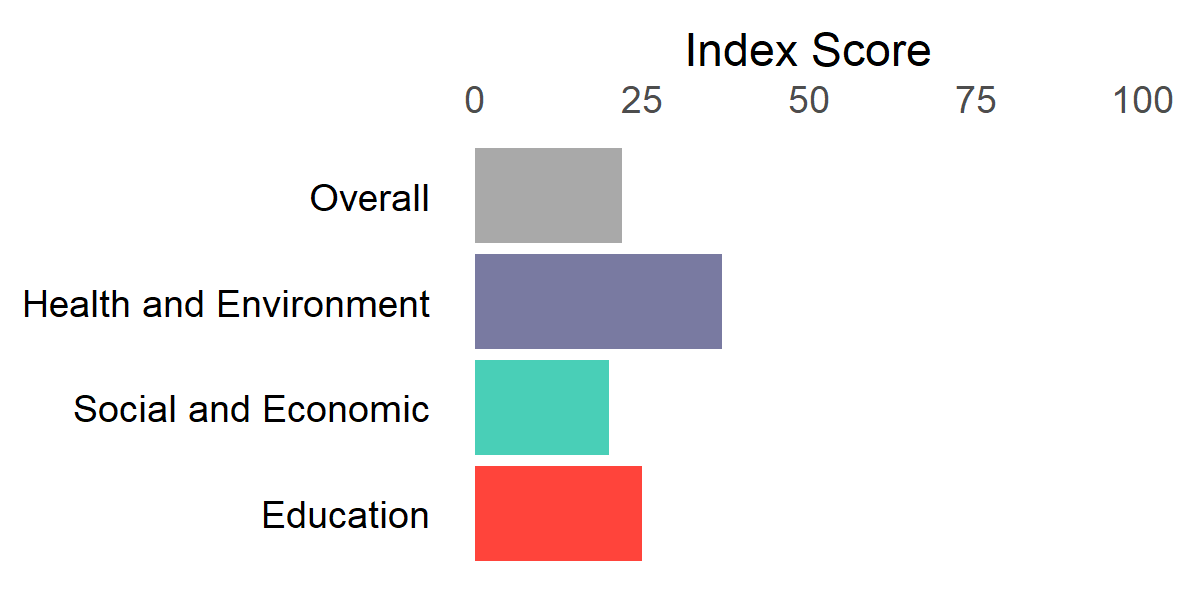 Index Score
0 25 50 75 100
Overall
Health and Environment
Social and Economic
Education